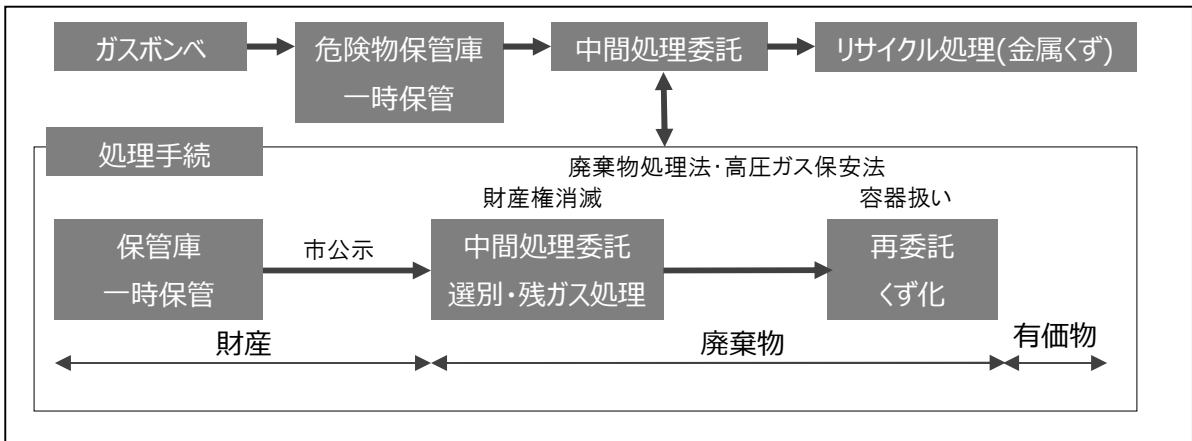 ガスボンベ
危険物保管庫
一時保管
中間処理委託
リサイクル処理(金属くず)
処理手続
廃棄物処理法・高圧ガス保安法
財産権消滅
容器扱い
保管庫
一時保管
市公示
中間処理委託
選別・残ガス処理
再委託
くず化
財産
廃棄物
有価物